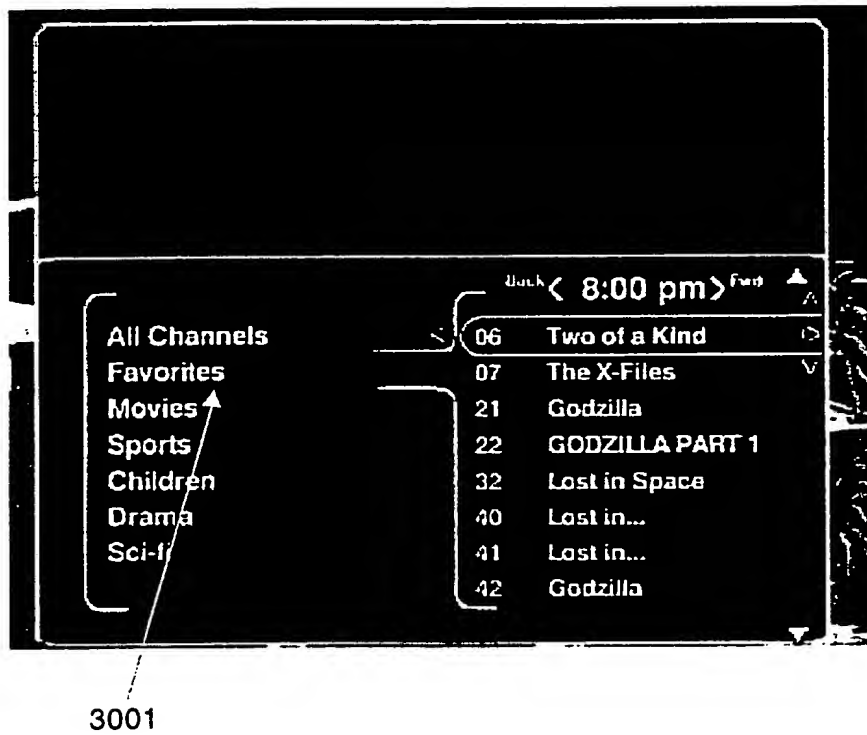 Back < 8:00 pm > Fwd
All Channels
Favorites
Movies
Sports
Children
Drama
Sci-fi
06 Two of a Kind
07 The X-Files
21 Godzilla
22 GODZILLA PART 1
32 Lost in Space
40 Lost in...
41 Lost in...
42 Godzilla
3001